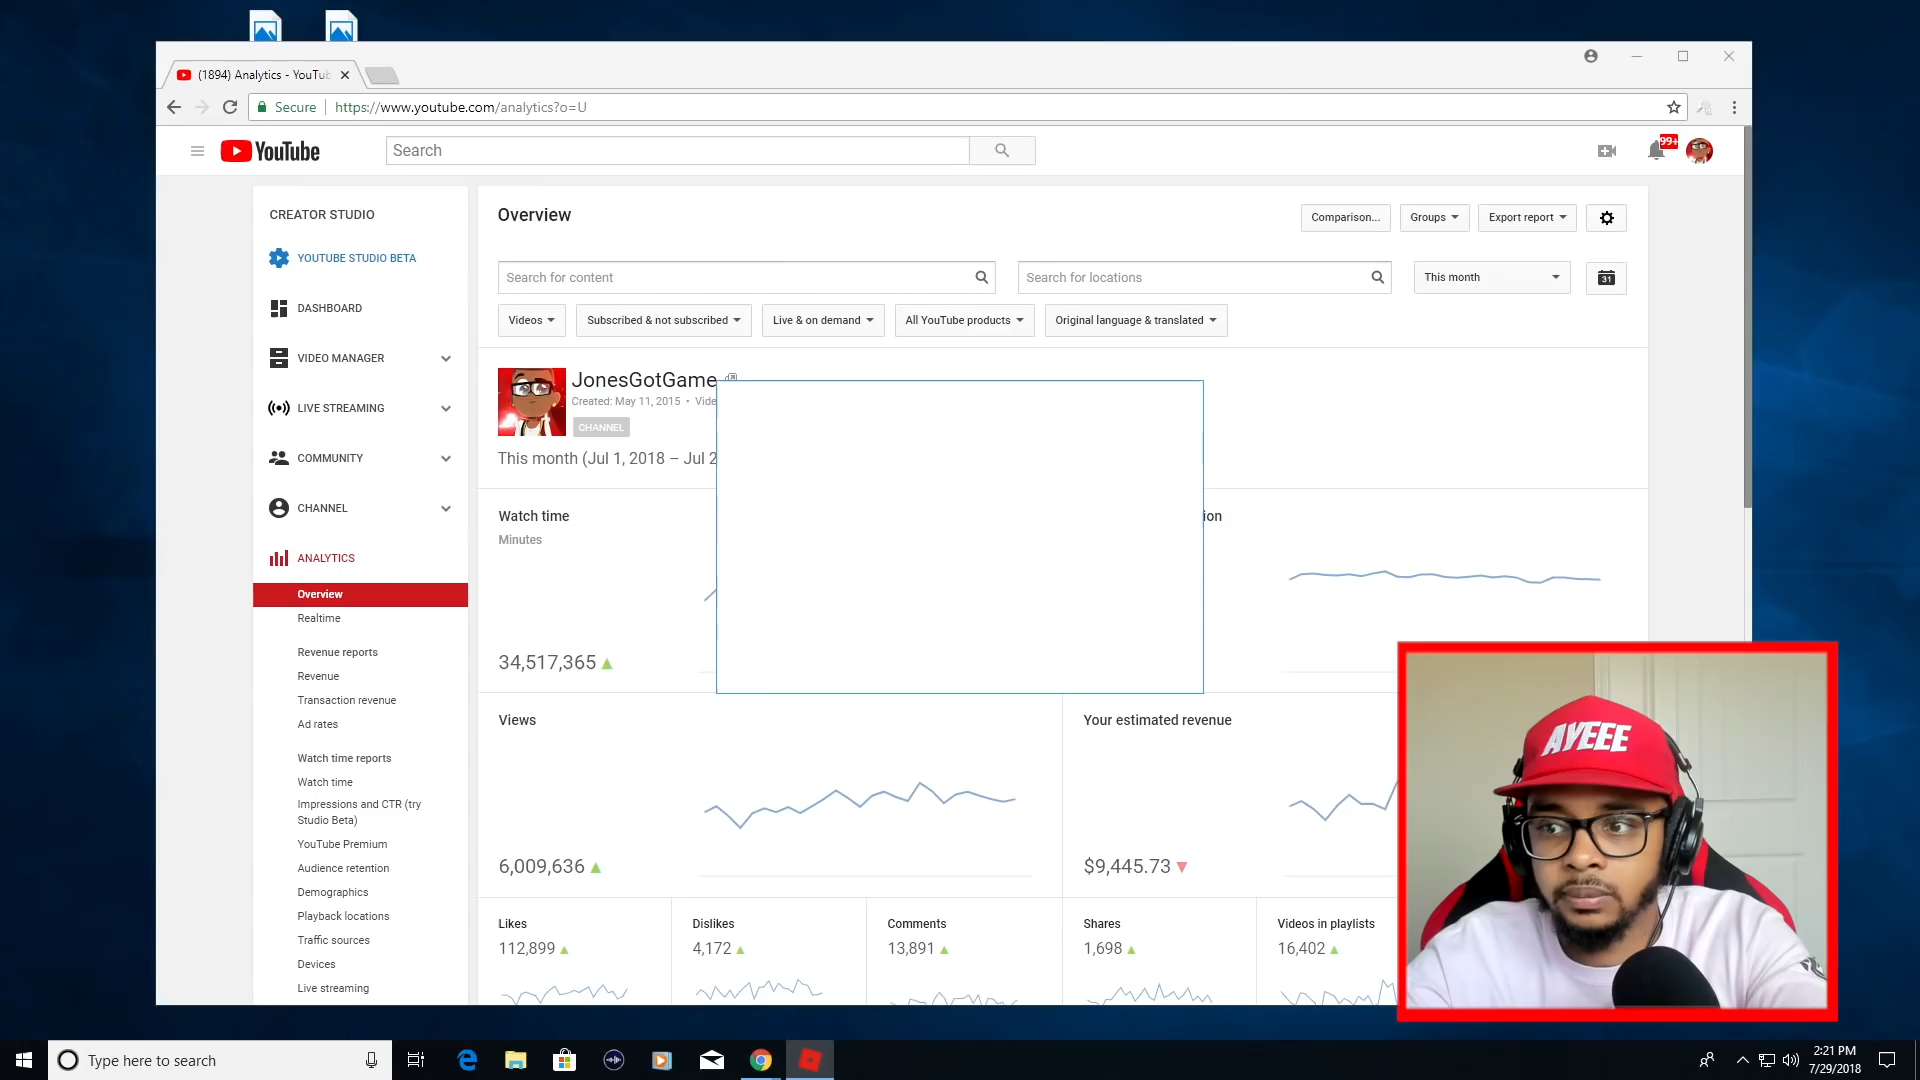 (1894) Analytics - YouTub
Secure | https://www.youtube.com/analytics?o=U
YouTube
Search
99+
CREATOR STUDIO
YOUTUBE STUDIO BETA
DASHBOARD
VIDEO MANAGER
LIVE STREAMING
COMMUNITY
CHANNEL
ANALYTICS
Overview
Realtime
Revenue reports
Revenue
Transaction revenue
Ad rates
Watch time reports
Watch time
Impressions and CTR (try
Studio Beta)
YouTube Premium
Audience retention
Demographics
Playback locations
Traffic sources
Devices
Live streaming
Overview
Comparison...
Groups
Export report
Search for content
Search for locations
This month
31
Videos
Subscribed & not subscribed
Live & on demand
All YouTube products
Original language & translated
JonesGotGame
Created: May 11, 2015 • Vide
CHANNEL
This month (Jul 1, 2018 – Jul 2
Watch time
Minutes
34,517,365
ion
Views
6,009,636
Your estimated revenue
$9,445.73
Likes
112,899
Dislikes
4,172
Comments
13,891
Shares
1,698
Videos in playlists
16,402
AYEEE
Type here to search
2:21 PM
7/29/2018